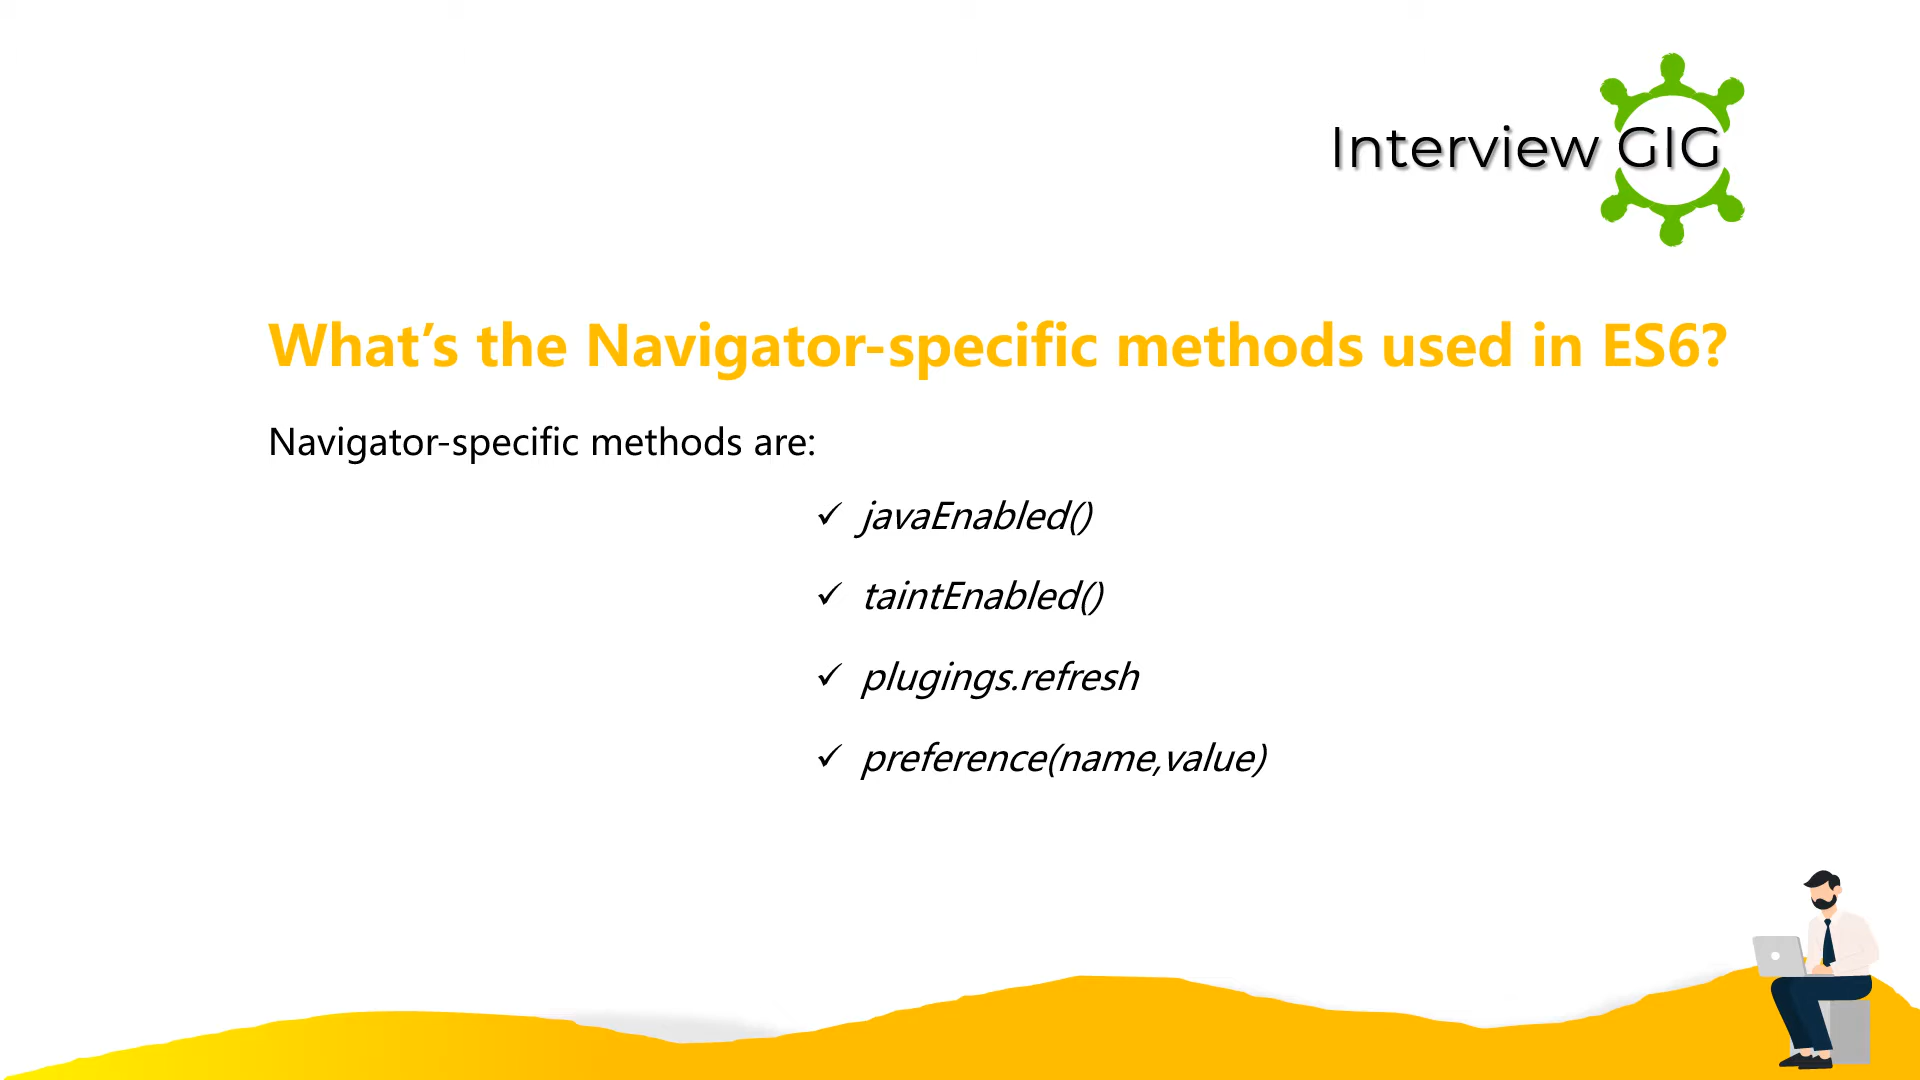 Interview GIG
What’s the Navigator-specific methods used in ES6?
Navigator-specific methods are:
✓ javaEnabled()
✓ taintEnabled()
✓ plugings.refresh
✓ preference(name,value)